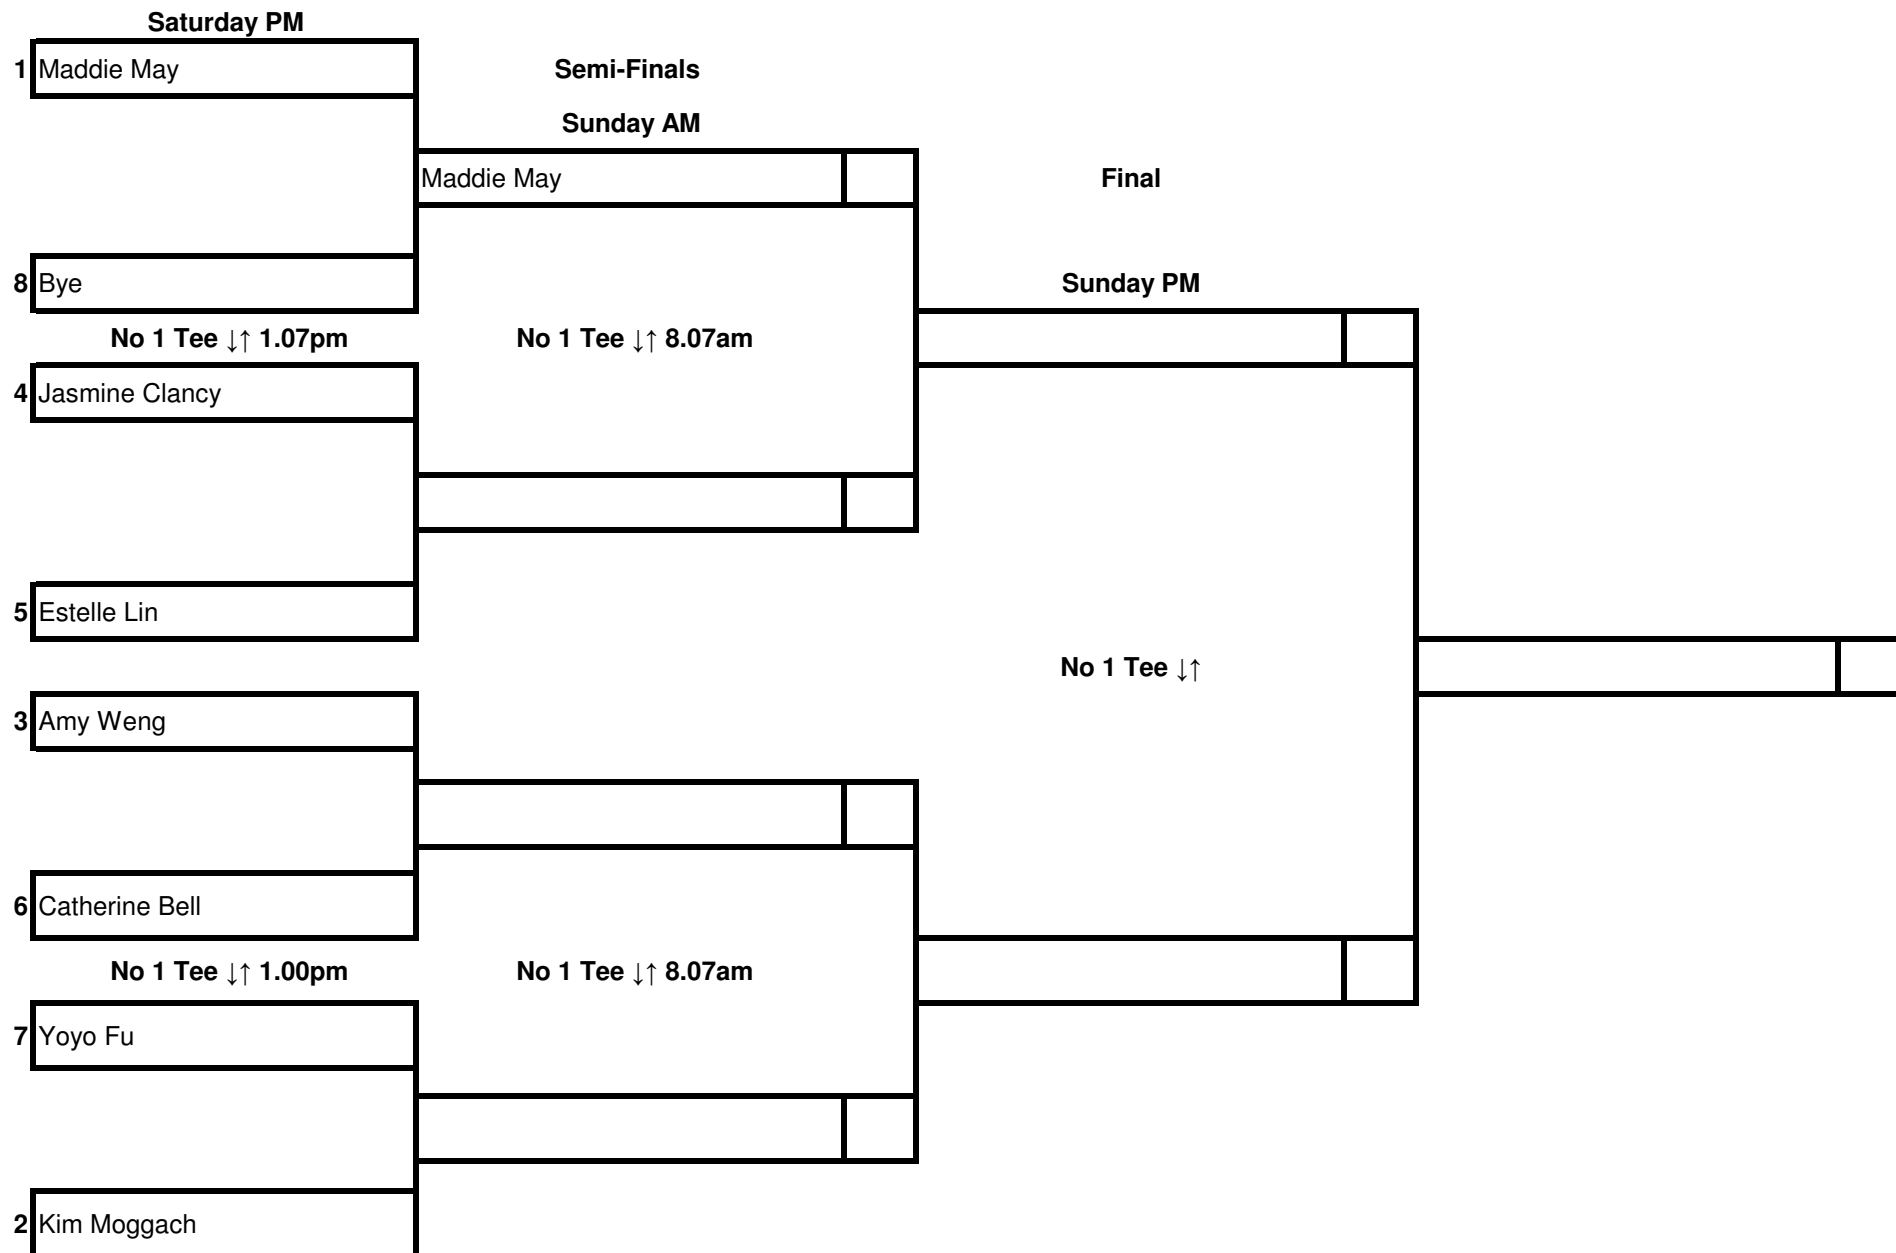 Saturday PM
1 Maddie May
Semi-Finals
Sunday AM
Maddie May
Final
8 Bye
Sunday PM
No 1 Tee ↓↑ 1.07pm
No 1 Tee ↓↑ 8.07am
4 Jasmine Clancy
5 Estelle Lin
No 1 Tee ↓↑
3 Amy Weng
6 Catherine Bell
No 1 Tee ↓↑ 1.00pm
No 1 Tee ↓↑ 8.07am
7 Yoyo Fu
2 Kim Moggach